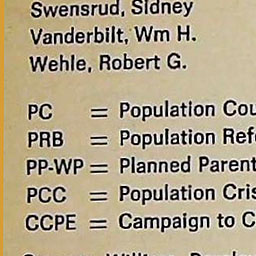 Swensrud, Sidney
Vanderbilt, Wm H.
Wehle, Robert G.
PC = Population Cou
PRB = Population Refe
PP-WP = Planned Parent
PCC = Population Cris
CCPE = Campaign to C